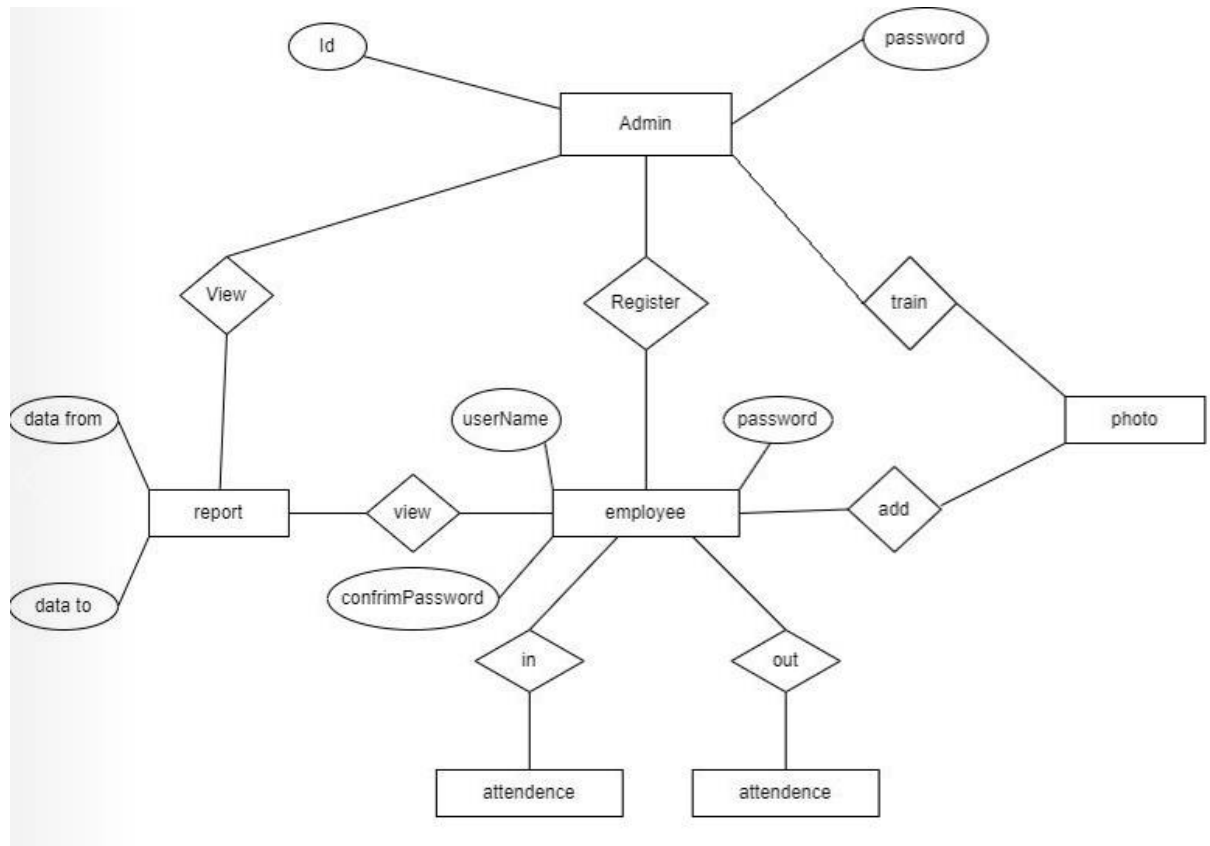 Id
password
Admin
View
Register
train
data from
userName
password
photo
report
view
employee
add
data to
confrimPassword
in
out
attendence
attendence